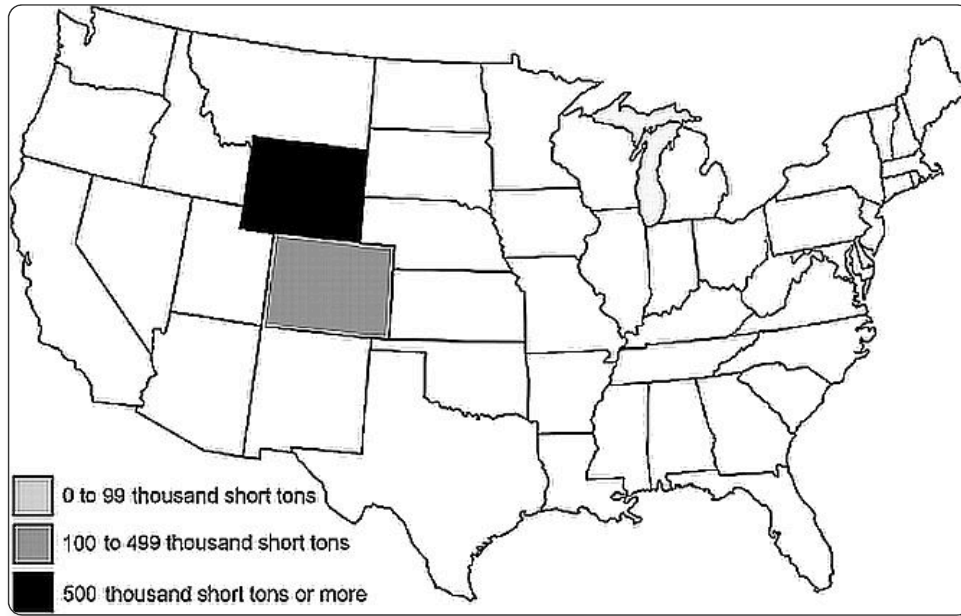 0 to 99 thousand short tons
100 to 499 thousand short tons
500 thousand short tons or more